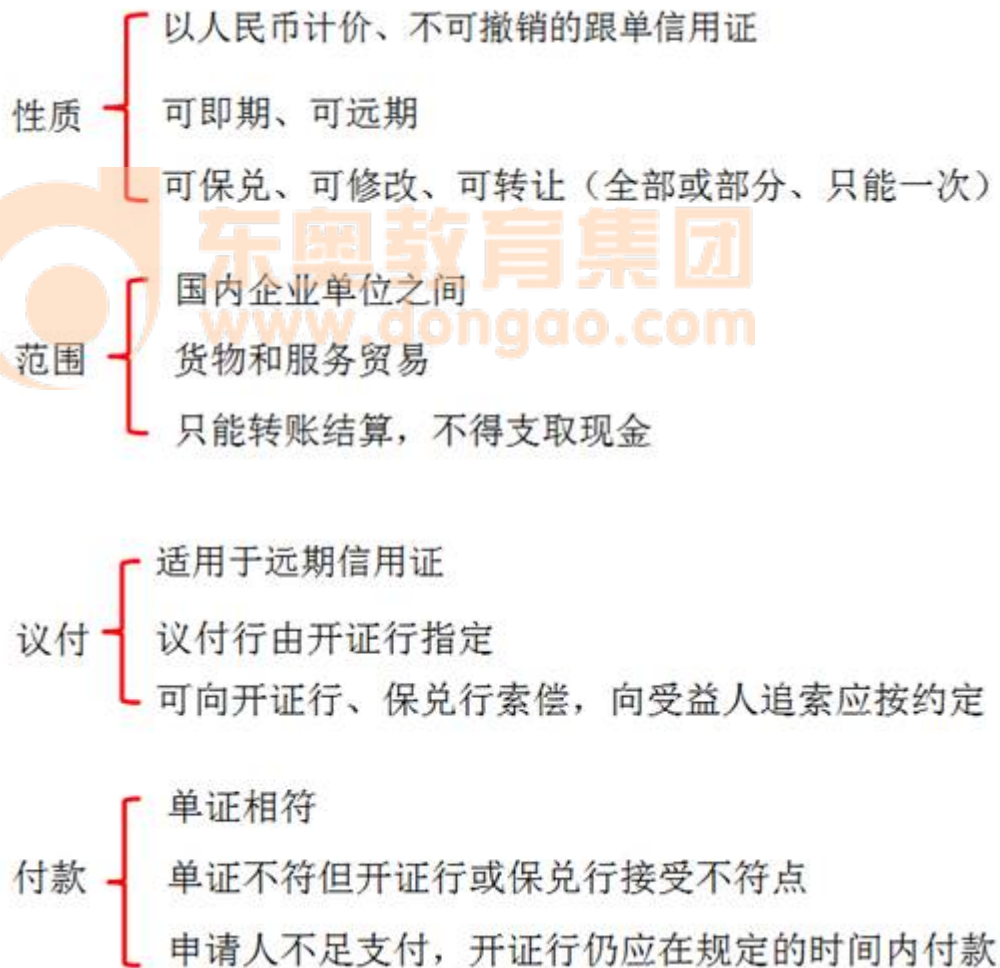 以人民币计价、不可撤销的跟单信用证
性质
可即期、可远期
可保兑、可修改、可转让（全部或部分、只能一次）
东奥教育集团
国内企业单位之间
www.dongao.com
范围
货物和服务贸易
只能转账结算，不得支取现金
适用于远期信用证
议付
议付行由开证行指定
可向开证行、保兑行索偿，向受益人追索应按约定
单证相符
付款
单证不符但开证行或保兑行接受不符点
申请人不足支付，开证行仍应在规定的时间内付款